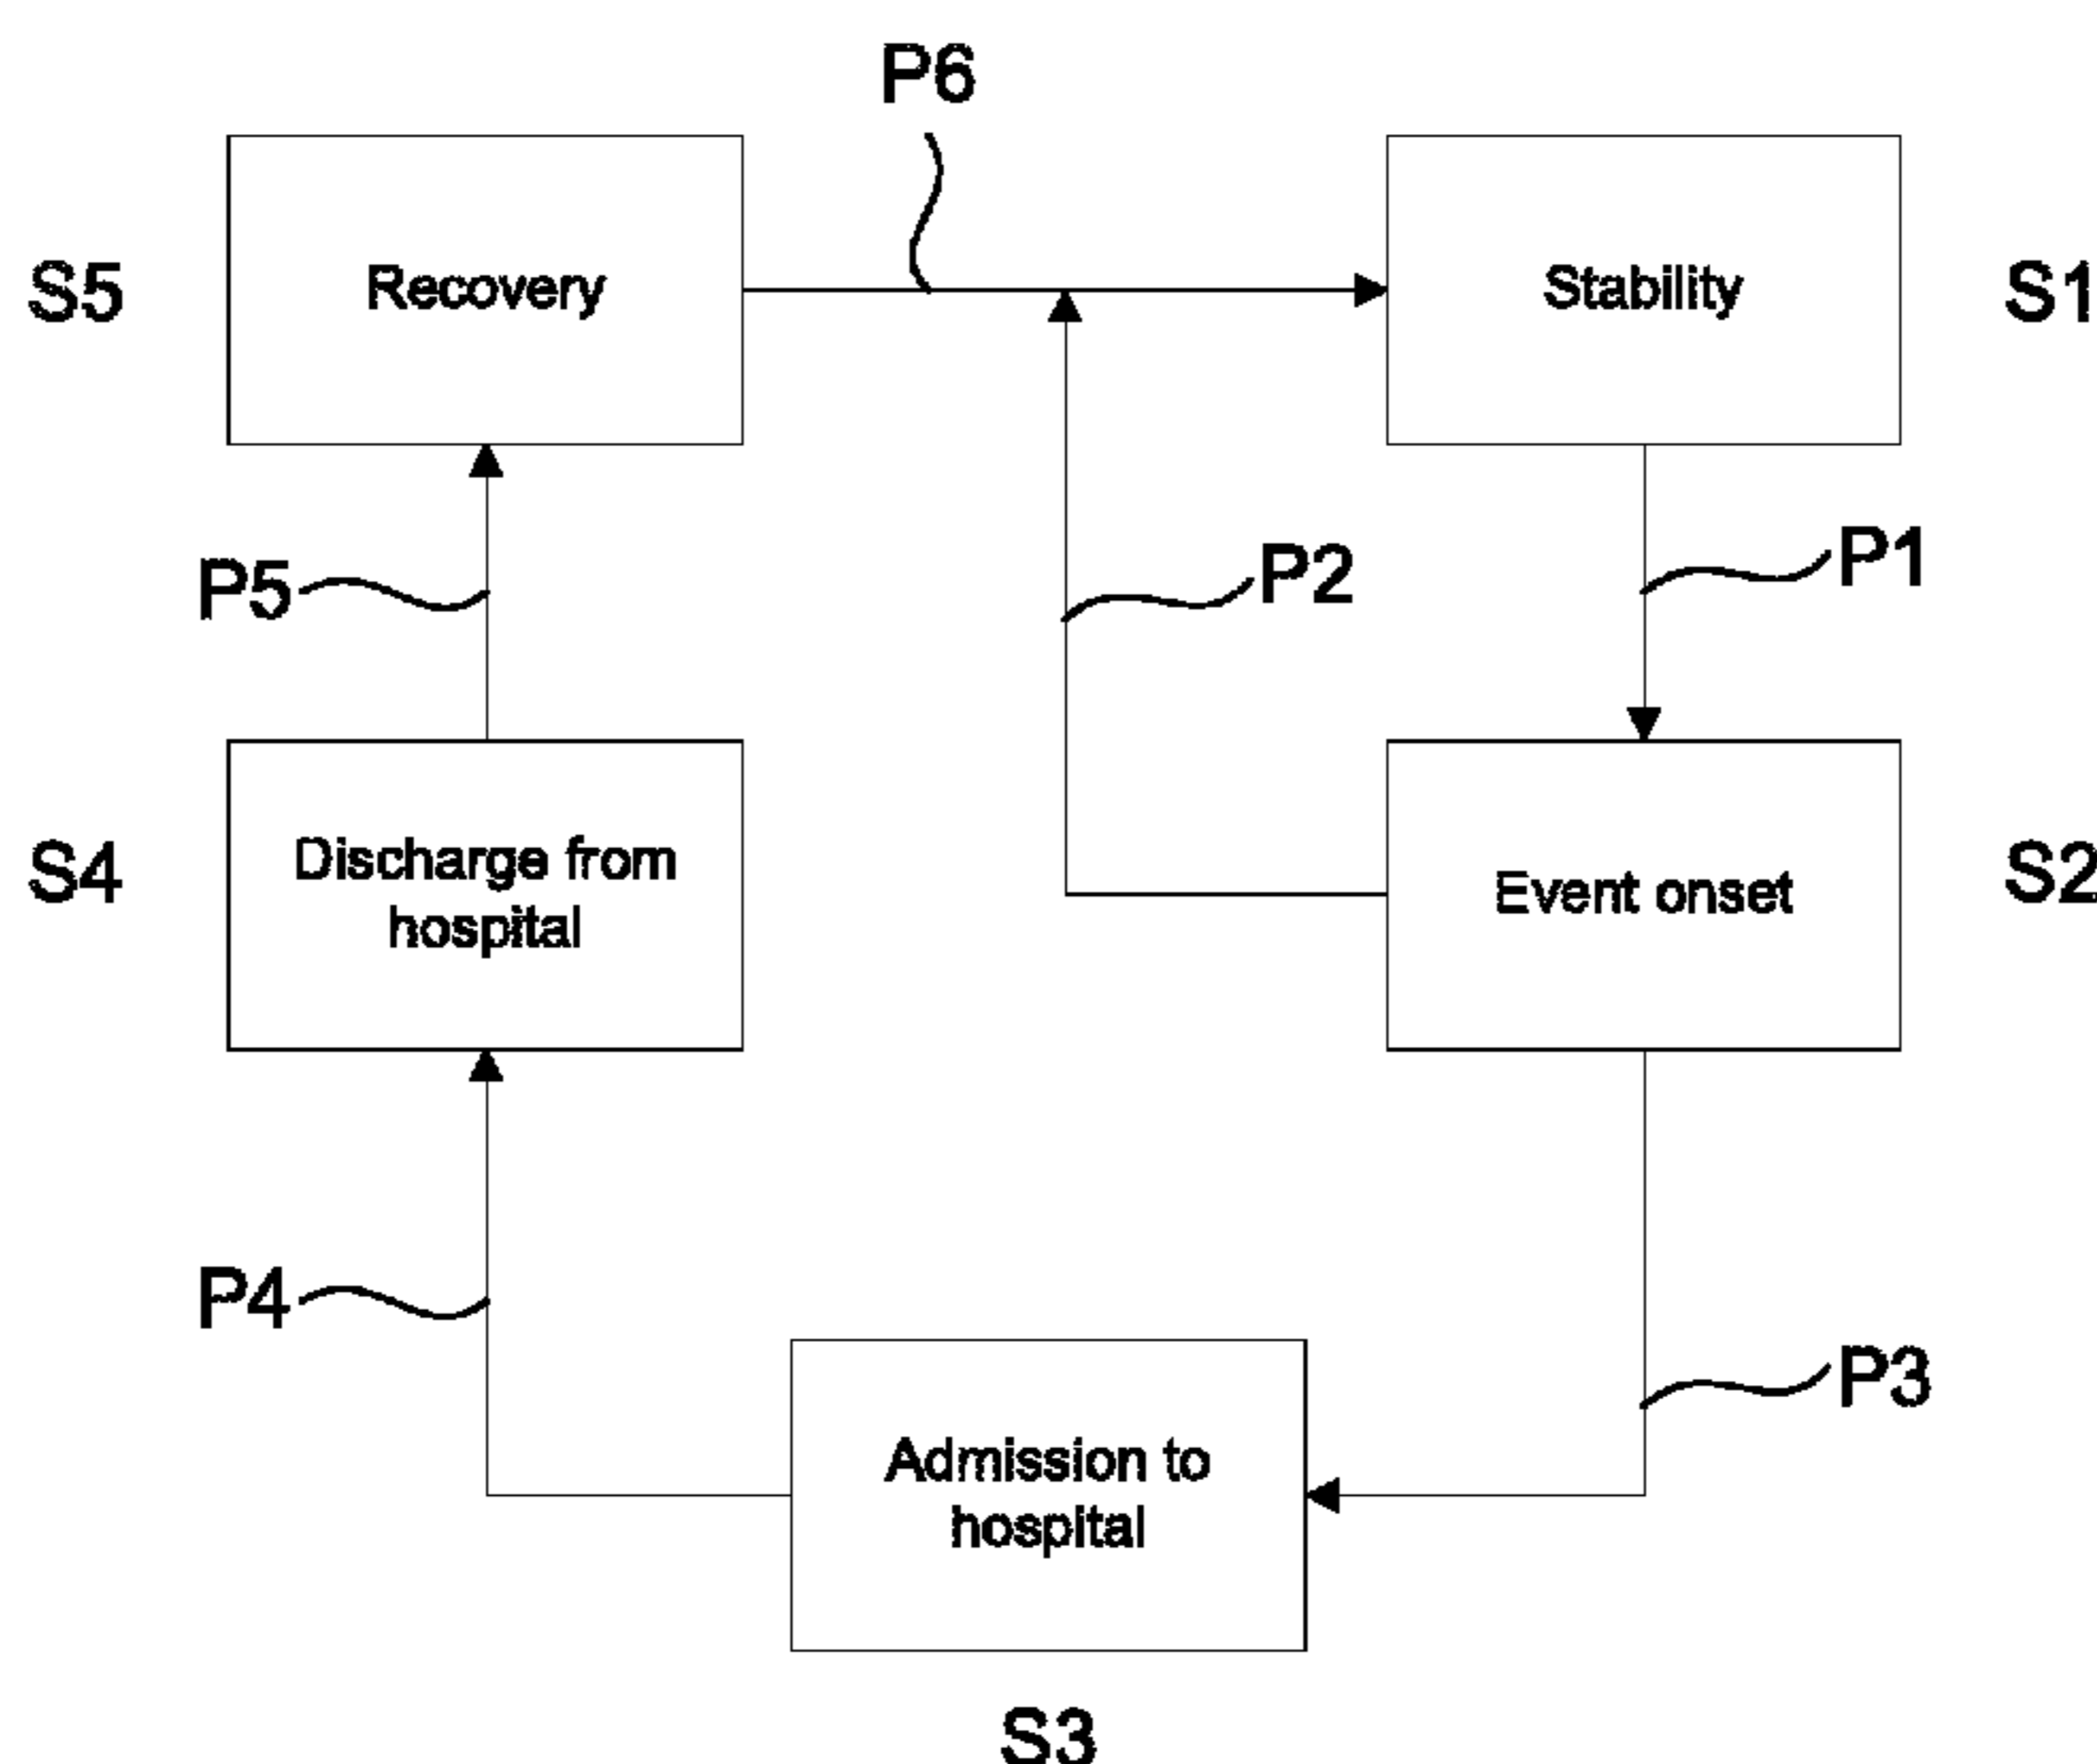 P6
S5
Recovery
Stability
S1
P5
P2
P1
S4
Discharge from
hospital
Event onset
S2
P4
P3
Admission to
hospital
S3